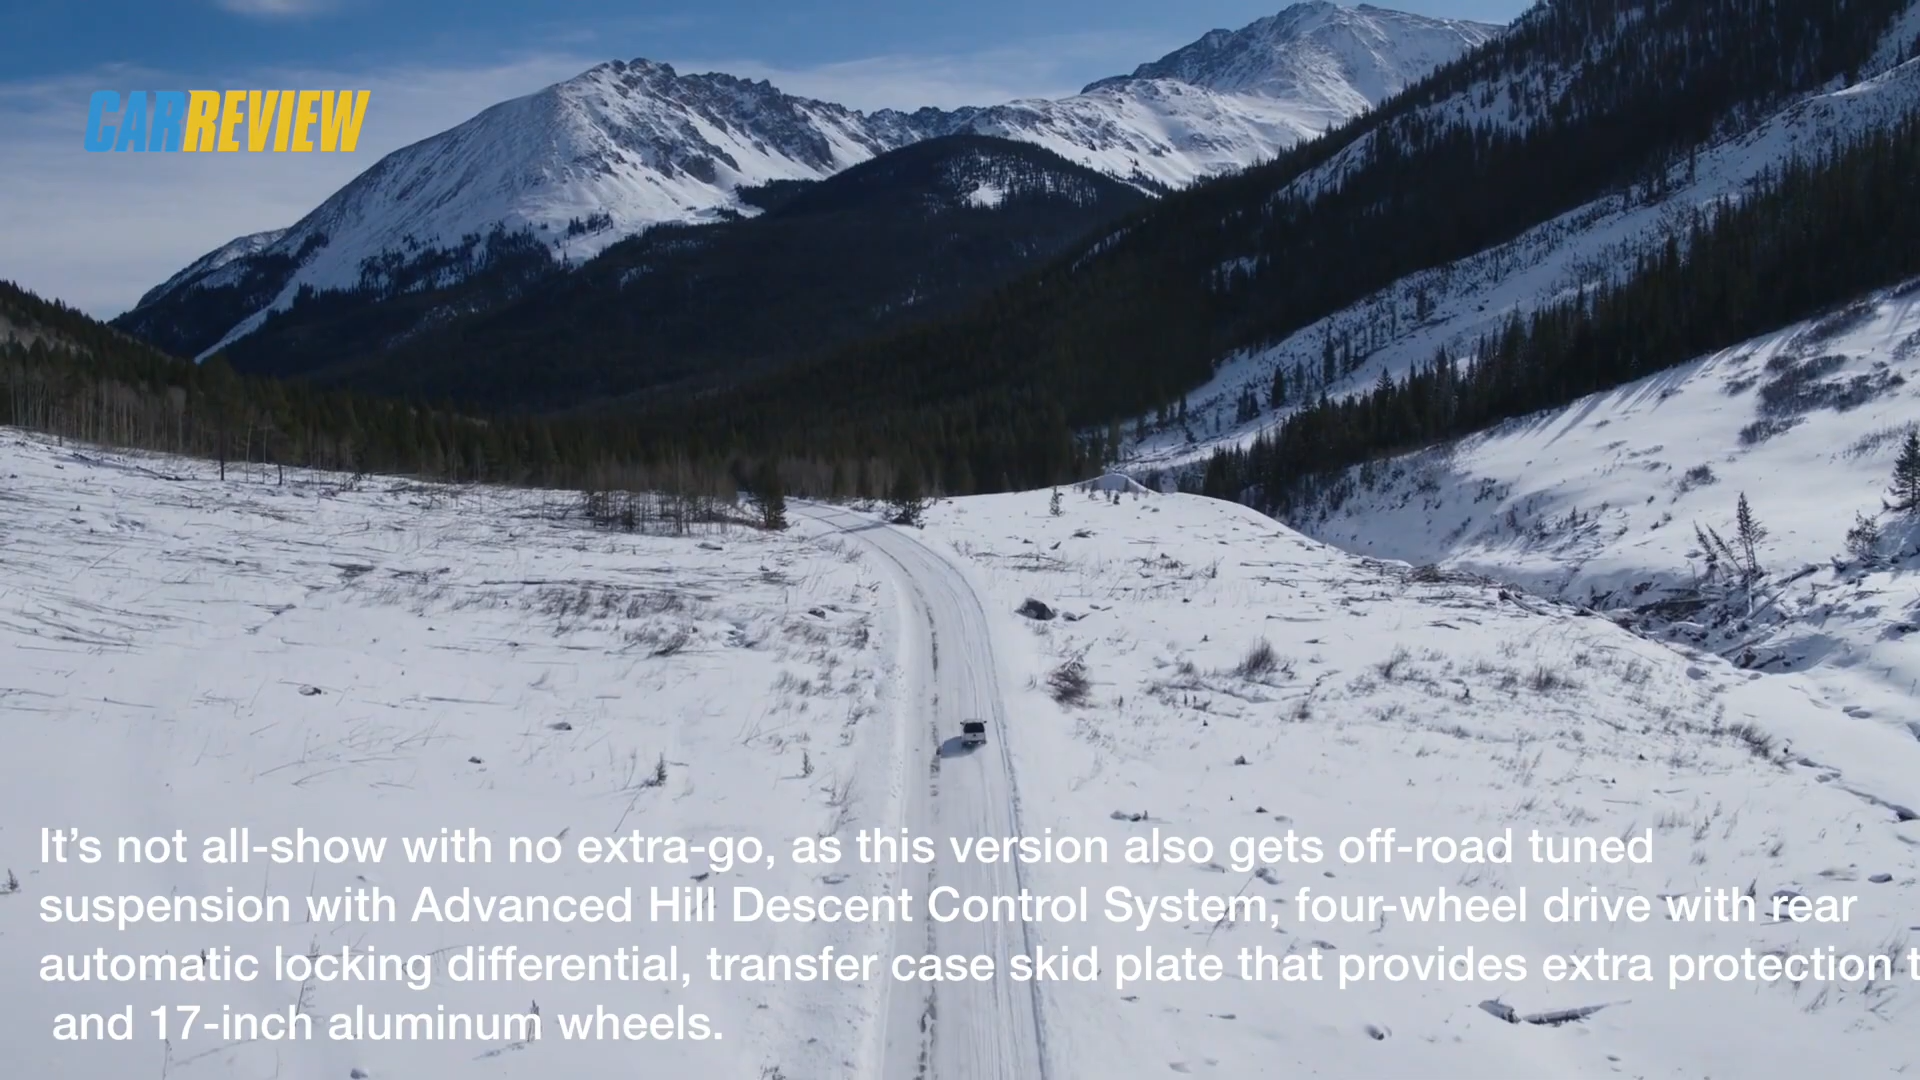 CARREVIEW
It’s not all-show with no extra-go, as this version also gets off-road tuned
suspension with Advanced Hill Descent Control System, four-wheel drive with rear
automatic locking differential, transfer case skid plate that provides extra protection t
and 17-inch aluminum wheels.